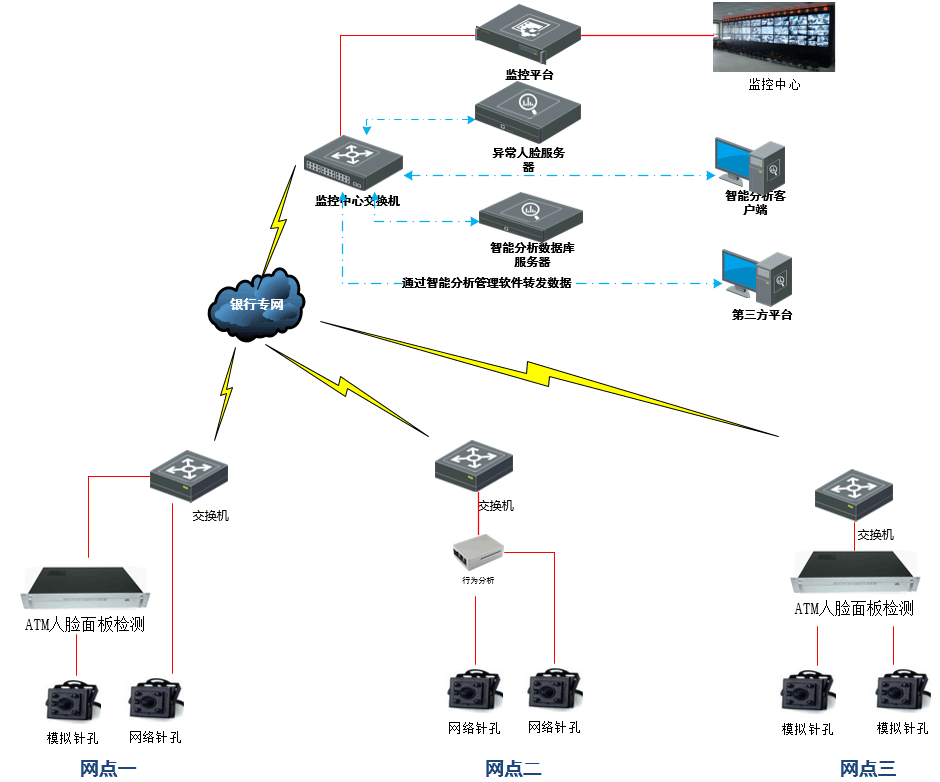 监控平台
监控中心
异常人脸服务
器
监控中心交换机
智能分析客
户端
智能分析数据库
服务器
通过智能分析管理软件转发数据
银行专网
第三方平台
交换机
交换机
交换机
行为分析
ATM人脸面板检测
ATM人脸面板检测
模拟针孔
网络针孔
网络针孔
网络针孔
模拟针孔
模拟针孔
网点一
网点二
网点三